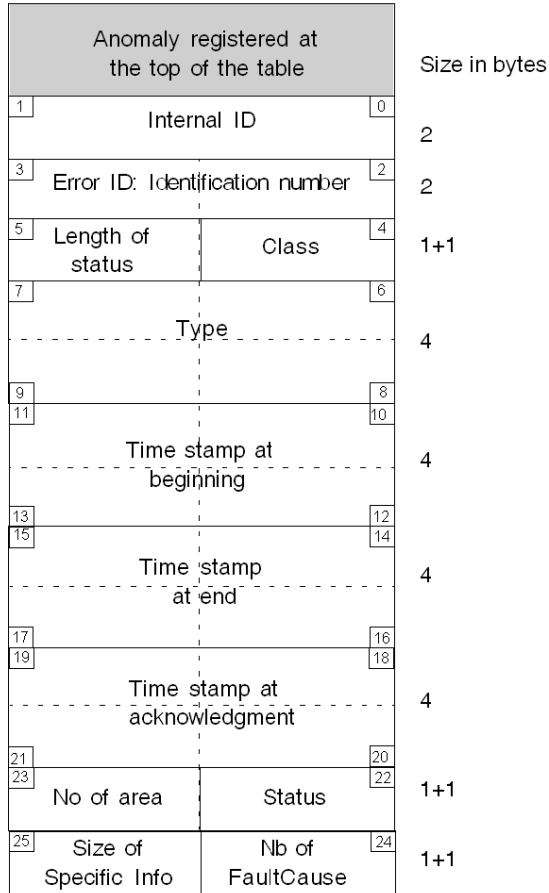 Anomaly registered at
the top of the table
Size in bytes
1 0
Internal ID
2
3 2
Error ID: Identification number
2
5 4
Length of
status
Class
1+1
7 6
Type
4
9 8
11 10
Time stamp at
beginning
4
13 12
15 14
Time stamp
at end
4
17 16
19 18
Time stamp at
acknowledgment
4
21 20
23 22
No of area
Status
1+1
25 24
Size of
Specific Info
Nb of
FaultCause
1+1